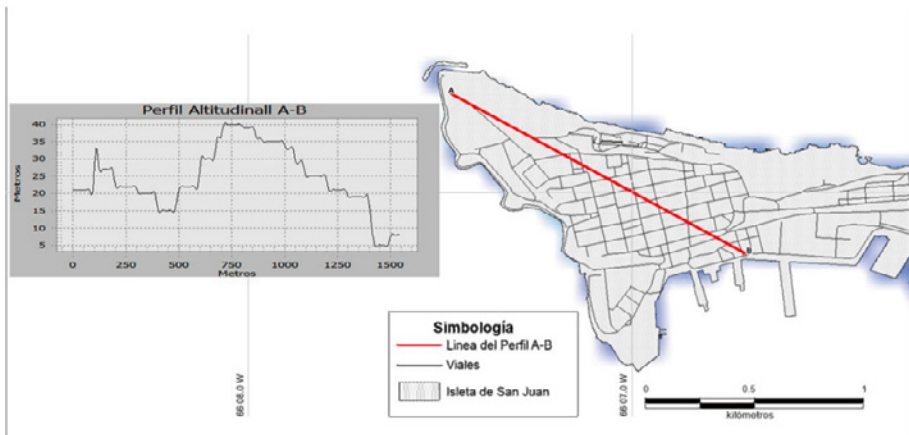 Perfil Altitudinall A-B
Metros
40
35
30
25
20
15
10
5
0 250 500 750 1000 1250 1500
Metros
A
B
Simbología
Linea del Perfil A-B
Viales
Isleta de San Juan
66·08.0 W
66·07.0 W
0 0.5 1
kilómetros